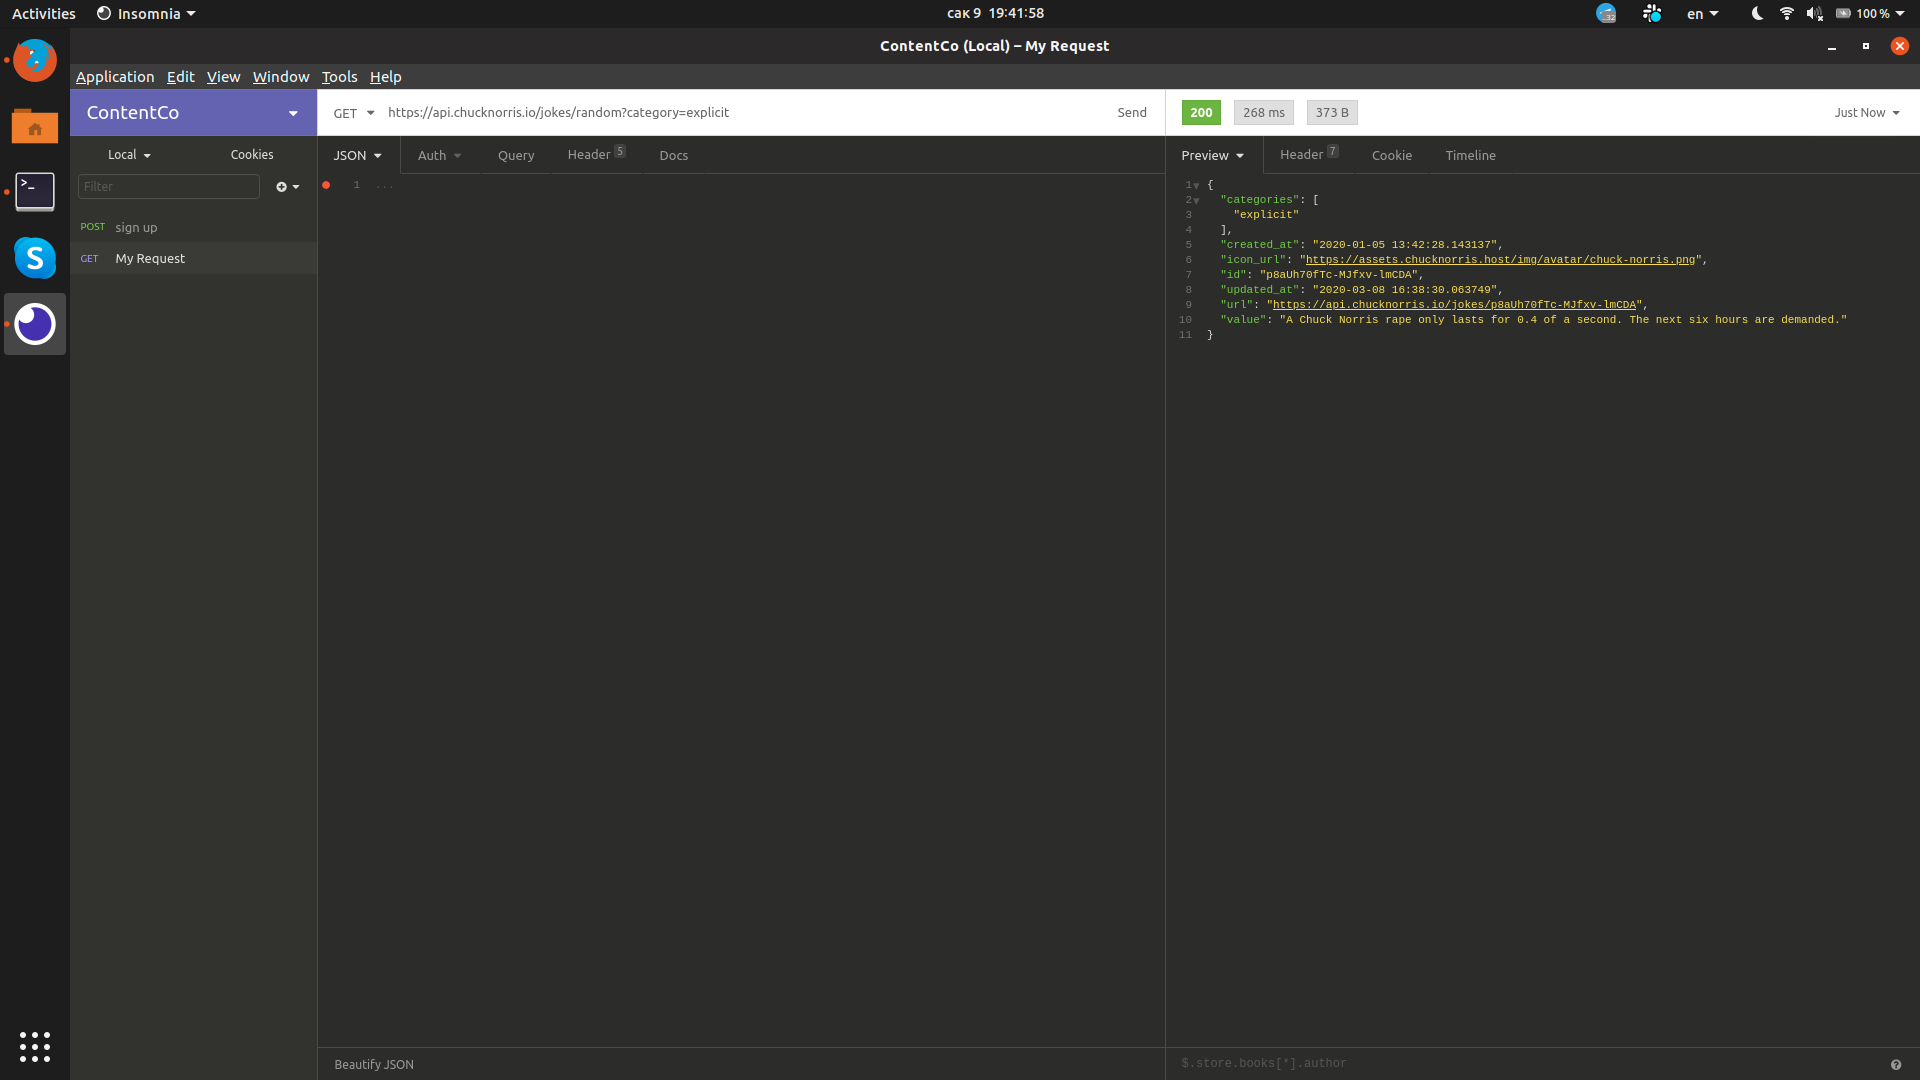 Activities Insomnia сак 9 19:41:58 en 100 %
ContentCo (Local) – My Request
Application Edit View Window Tools Help
ContentCo GET https://api.chucknorris.io/jokes/random?category=explicit Send 200 268 ms 373 B Just Now
Local Cookies JSON Auth Query Header 5 Docs Preview Header 7 Cookie Timeline
Filter
POST sign up
GET My Request
1 ...
1 {
2 "categories": [
3 "explicit"
4 ],
5 "created_at": "2020-01-05 13:42:28.143137",
6 "icon_url": "https://assets.chucknorris.host/img/avatar/chuck-norris.png",
7 "id": "p8aUh70fTc-MJfxv-lmCDA",
8 "updated_at": "2020-03-08 16:38:30.063749",
9 "url": "https://api.chucknorris.io/jokes/p8aUh70fTc-MJfxv-lmCDA",
10 "value": "A Chuck Norris rape only lasts for 0.4 of a second. The next six hours are demanded."
11 }
Beautify JSON $.store.books[*].author